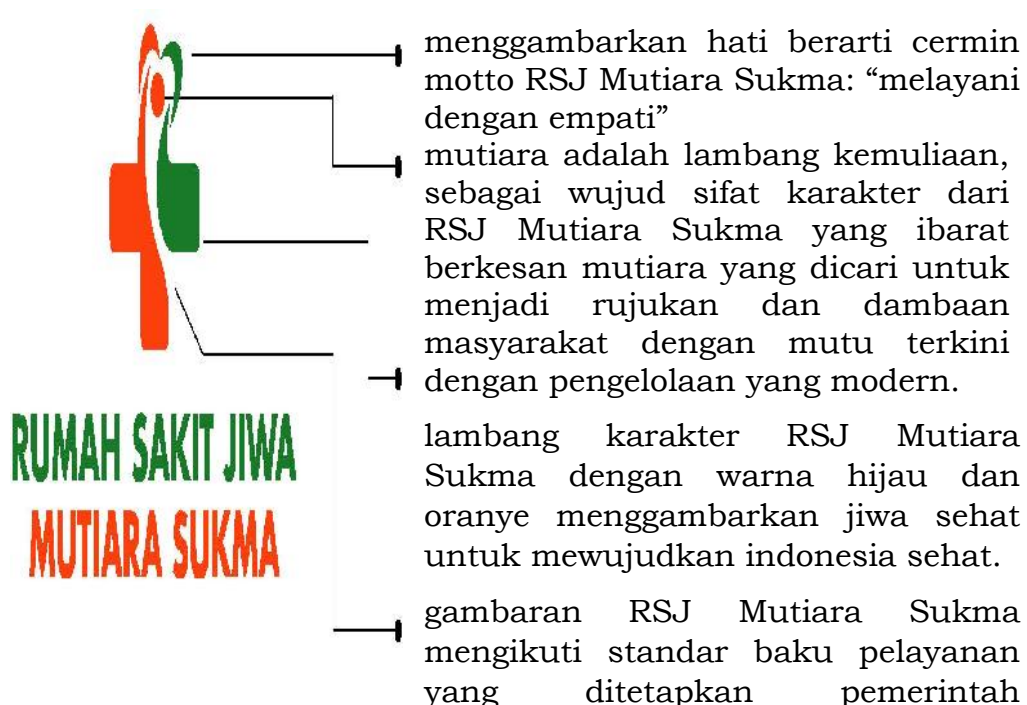 menggambarkan hati berarti cermin
motto RSJ Mutiara Sukma: “melayani
dengan empati”
mutiara adalah lambang kemuliaan,
sebagai wujud sifat karakter dari
RSJ Mutiara Sukma yang ibarat
berkesan mutiara yang dicari untuk
menjadi rujukan dan dambaan
masyarakat dengan mutu terkini
dengan pengelolaan yang modern.
lambang karakter RSJ Mutiara
Sukma dengan warna hijau dan
oranye menggambarkan jiwa sehat
untuk mewujudkan indonesia sehat.
gambaran RSJ Mutiara Sukma
mengikuti standar baku pelayanan
yang ditetapkan pemerintah
RUMAH SAKIT JIWA
MUTIARA SUKMA